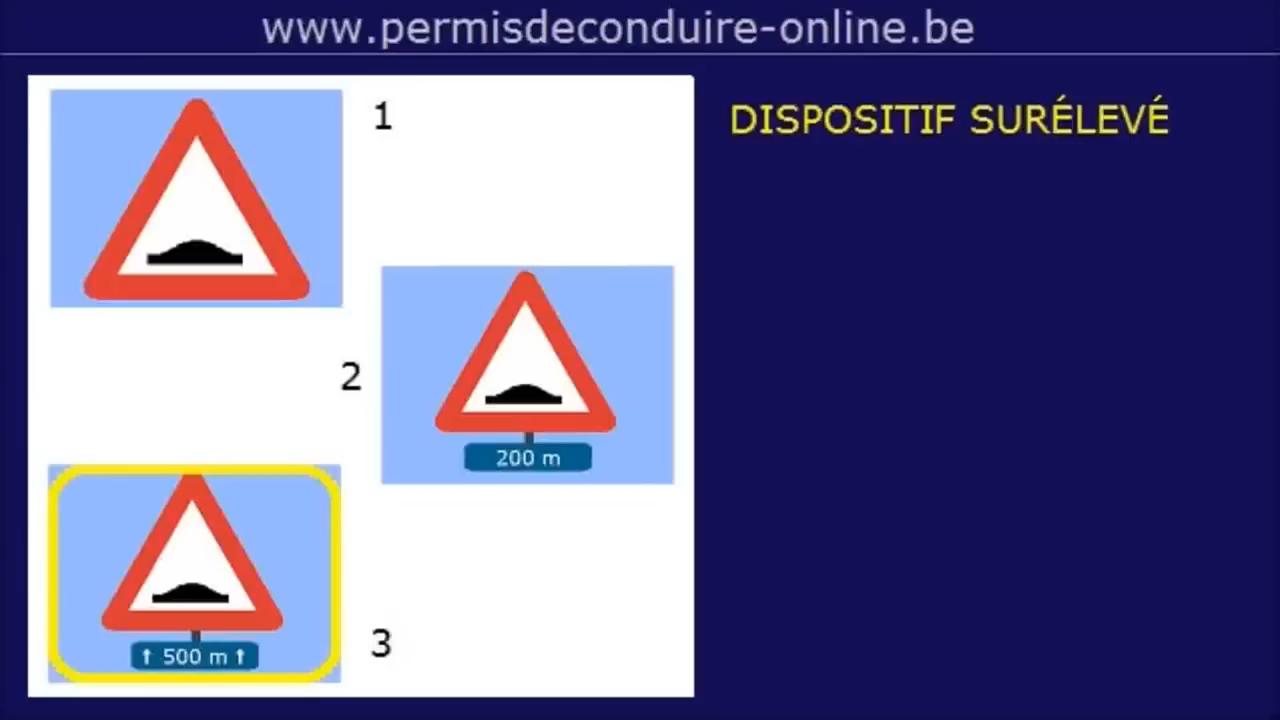 www.permisdeconduire-online.be
DISPOSITIF SURÉLEVÉ
1
2
200 m
3
↑ 500 m ↑